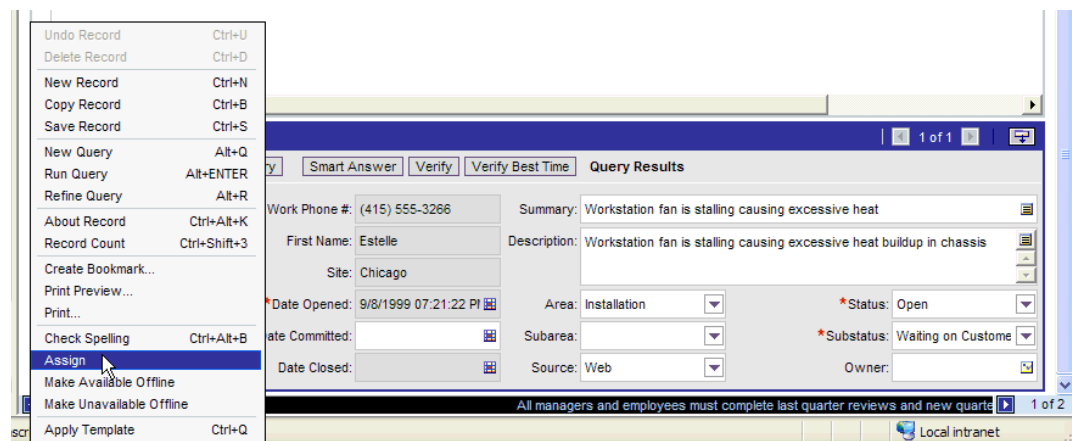 Undo Record Ctrl+U
Delete Record Ctrl+D
New Record Ctrl+N
Copy Record Ctrl+B
Save Record Ctrl+S
New Query Alt+Q
Run Query Alt+ENTER
Refine Query Alt+R
About Record Ctrl+Alt+K
Record Count Ctrl+Shift+3
Create Bookmark...
Print Preview...
Print...
Check Spelling Ctrl+Alt+B
Assign
Make Available Offline
Make Unavailable Offline
Apply Template Ctrl+Q
1 of 1
ry Smart Answer Verify Verify Best Time Query Results
Work Phone #: (415) 555-3266 Summary: Workstation fan is stalling causing excessive heat
First Name: Estelle Description: Workstation fan is stalling causing excessive heat buildup in chassis
Site: Chicago
*Date Opened: 9/8/1999 07:21:22 PM Area: Installation *Status: Open
ate Committed: Subarea: *Substatus: Waiting on Custome
Date Closed: Source: Web Owner:
All managers and employees must complete last quarter reviews and new quarte 1 of 2
scr Local intranet